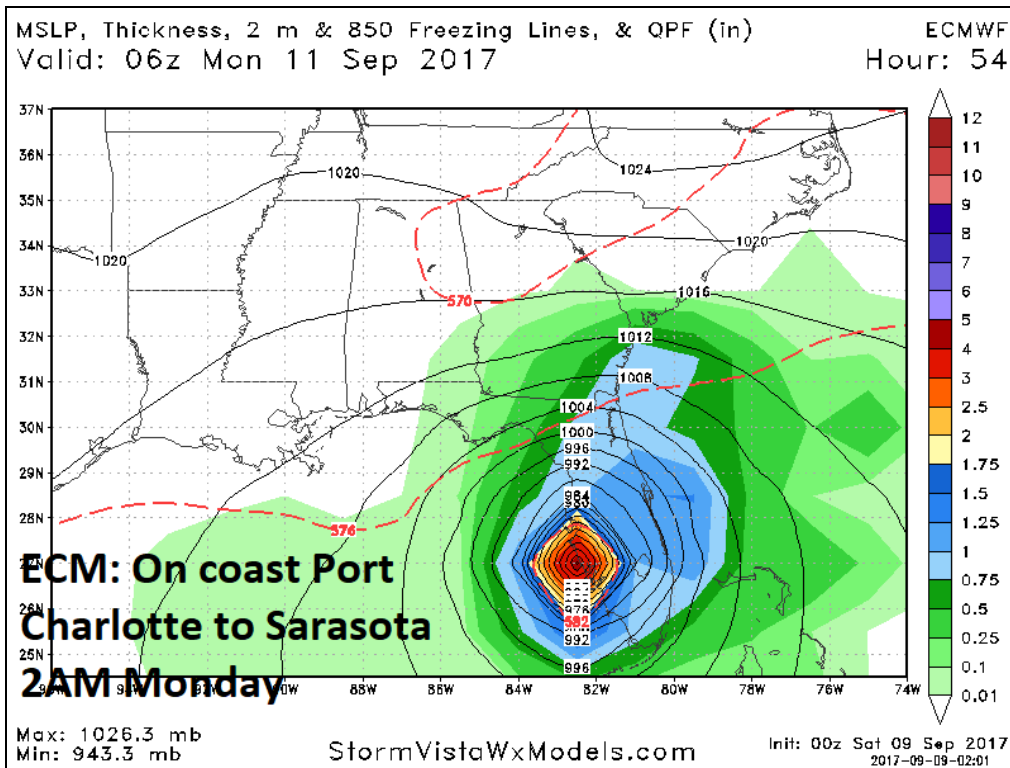 MSLP, Thickness, 2 m & 850 Freezing Lines, & QPF (in) ECMWF
Valid: 06z Mon 11 Sep 2017 Hour: 54
37N
36N
35N
34N
33N
32N
31N
30N
29N
28N
27N
26N
25N
88W
86W
84W
82W
80W
78W
76W
74W
1020
1024
1020
1020
570
1016
1012
1008
1004
1000
996
992
984
576
976
582
992
996
12
11
10
9
8
7
6
5
4
3
2.5
2
1.75
1.5
1.25
1
0.75
0.5
0.25
0.1
0.01
ECM: On coast Port
Charlotte to Sarasota
2AM Monday
Max: 1026.3 mb
Min: 943.3 mb
StormVistaWxModels.com
Init: 00z Sat 09 Sep 2017
2017-09-09-02:01